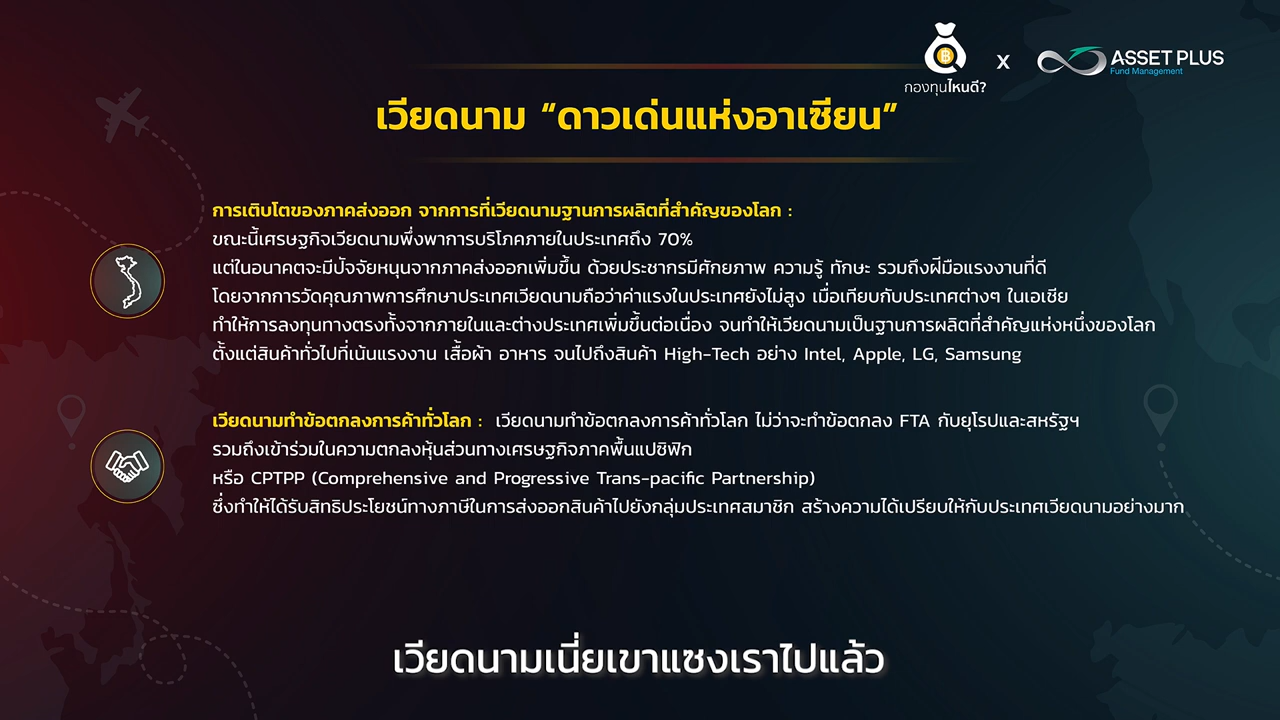 กองทุนไหนดี?
X
ASSET PLUS
Fund Management
เวียดนาม “ดาวเด่นแห่งอาเซียน”
การเติบโตของภาคส่งออก จากการที่เวียดนามฐานการผลิตที่สำคัญของโลก :
ขณะนี้เศรษฐกิจเวียดนามพึ่งพาการบริโภคภายในประเทศถึง 70%
แต่ในอนาคตจะมีปัจจัยหนุนจากภาคส่งออกเพิ่มขึ้น ด้วยประชากรมีศักยภาพ ความรู้ ทักษะ รวมถึงฝีมือแรงงานที่ดี
โดยจากการวัดคุณภาพการศึกษาประเทศเวียดนามถือว่าค่าแรงในประเทศยังไม่สูง เมื่อเทียบกับประเทศต่างๆ ในเอเชีย
ทำให้การลงทุนทางตรงทั้งจากภายในและต่างประเทศเพิ่มขึ้นต่อเนื่อง จนทำให้เวียดนามเป็นฐานการผลิตที่สำคัญแห่งหนึ่งของโลก
ตั้งแต่สินค้าทั่วไปที่เน้นแรงงาน เสื้อผ้า อาหาร จนไปถึงสินค้า High-Tech อย่าง Intel, Apple, LG, Samsung
เวียดนามทำข้อตกลงการค้าทั่วโลก : เวียดนามทำข้อตกลงการค้าทั่วโลก ไม่ว่าจะทำข้อตกลง FTA กับยุโรปและสหรัฐฯ
รวมถึงเข้าร่วมในความตกลงหุ้นส่วนทางเศรษฐกิจภาคพื้นแปซิฟิก
หรือ CPTPP (Comprehensive and Progressive Trans-pacific Partnership)
ซึ่งทำให้ได้รับสิทธิประโยชน์ทางภาษีในการส่งออกสินค้าไปยังกลุ่มประเทศสมาชิก สร้างความได้เปรียบให้กับประเทศเวียดนามอย่างมาก
เวียดนามเนี่ยเขาแซงเราไปแล้ว